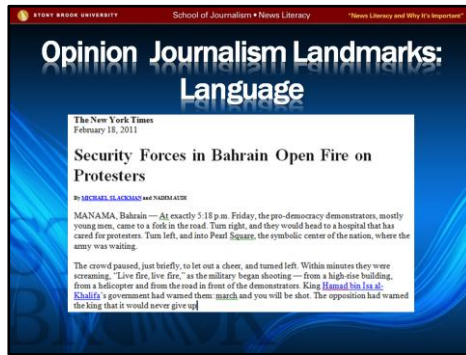 STONY BROOK UNIVERSITY School of Journalism • News Literacy "News Literacy and Why It's Important"
Opinion Journalism Landmarks:
Language
The New York Times
February 18, 2011
Security Forces in Bahrain Open Fire on
Protesters
By MICHAEL SLACKMAN and NADIM AUDI
MANAMA, Bahrain — At exactly 5:18 p.m. Friday, the pro-democracy demonstrators, mostly
young men, came to a fork in the road. Turn right, and they would head to a hospital that has
cared for protesters. Turn left, and into Pearl Square, the symbolic center of the nation, where the
army was waiting.
The crowd paused, just briefly, to let out a cheer, and turned left. Within minutes they were
screaming, "Live fire, live fire," as the military began shooting — from a high-rise building,
from a helicopter and from the road in front of the demonstrators. King Hamad bin Isa al-
Khalifa's government had warned them: march and you will be shot. The opposition had warned
the king that it would never give up